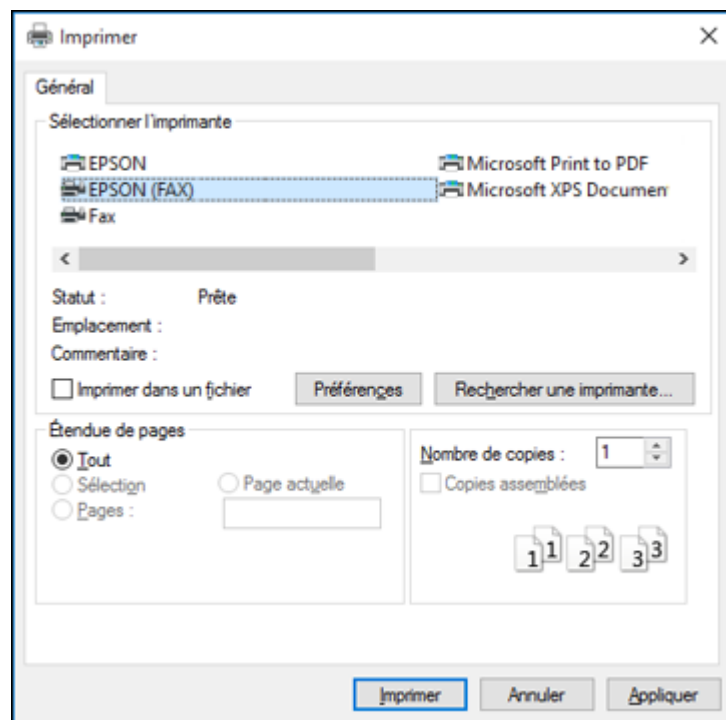 Imprimer
Général
Sélectionner l'imprimante
EPSON
Microsoft Print to PDF
EPSON (FAX)
Microsoft XPS Documen
Fax
Statut : Prête
Emplacement :
Commentaire :
Imprimer dans un fichier
Préférences
Rechercher une imprimante...
Étendue de pages
Tout
Sélection
Page actuelle
Pages :
Nombre de copies : 1
Copies assemblées
1 1 2 2 3 3
Imprimer
Annuler
Appliquer